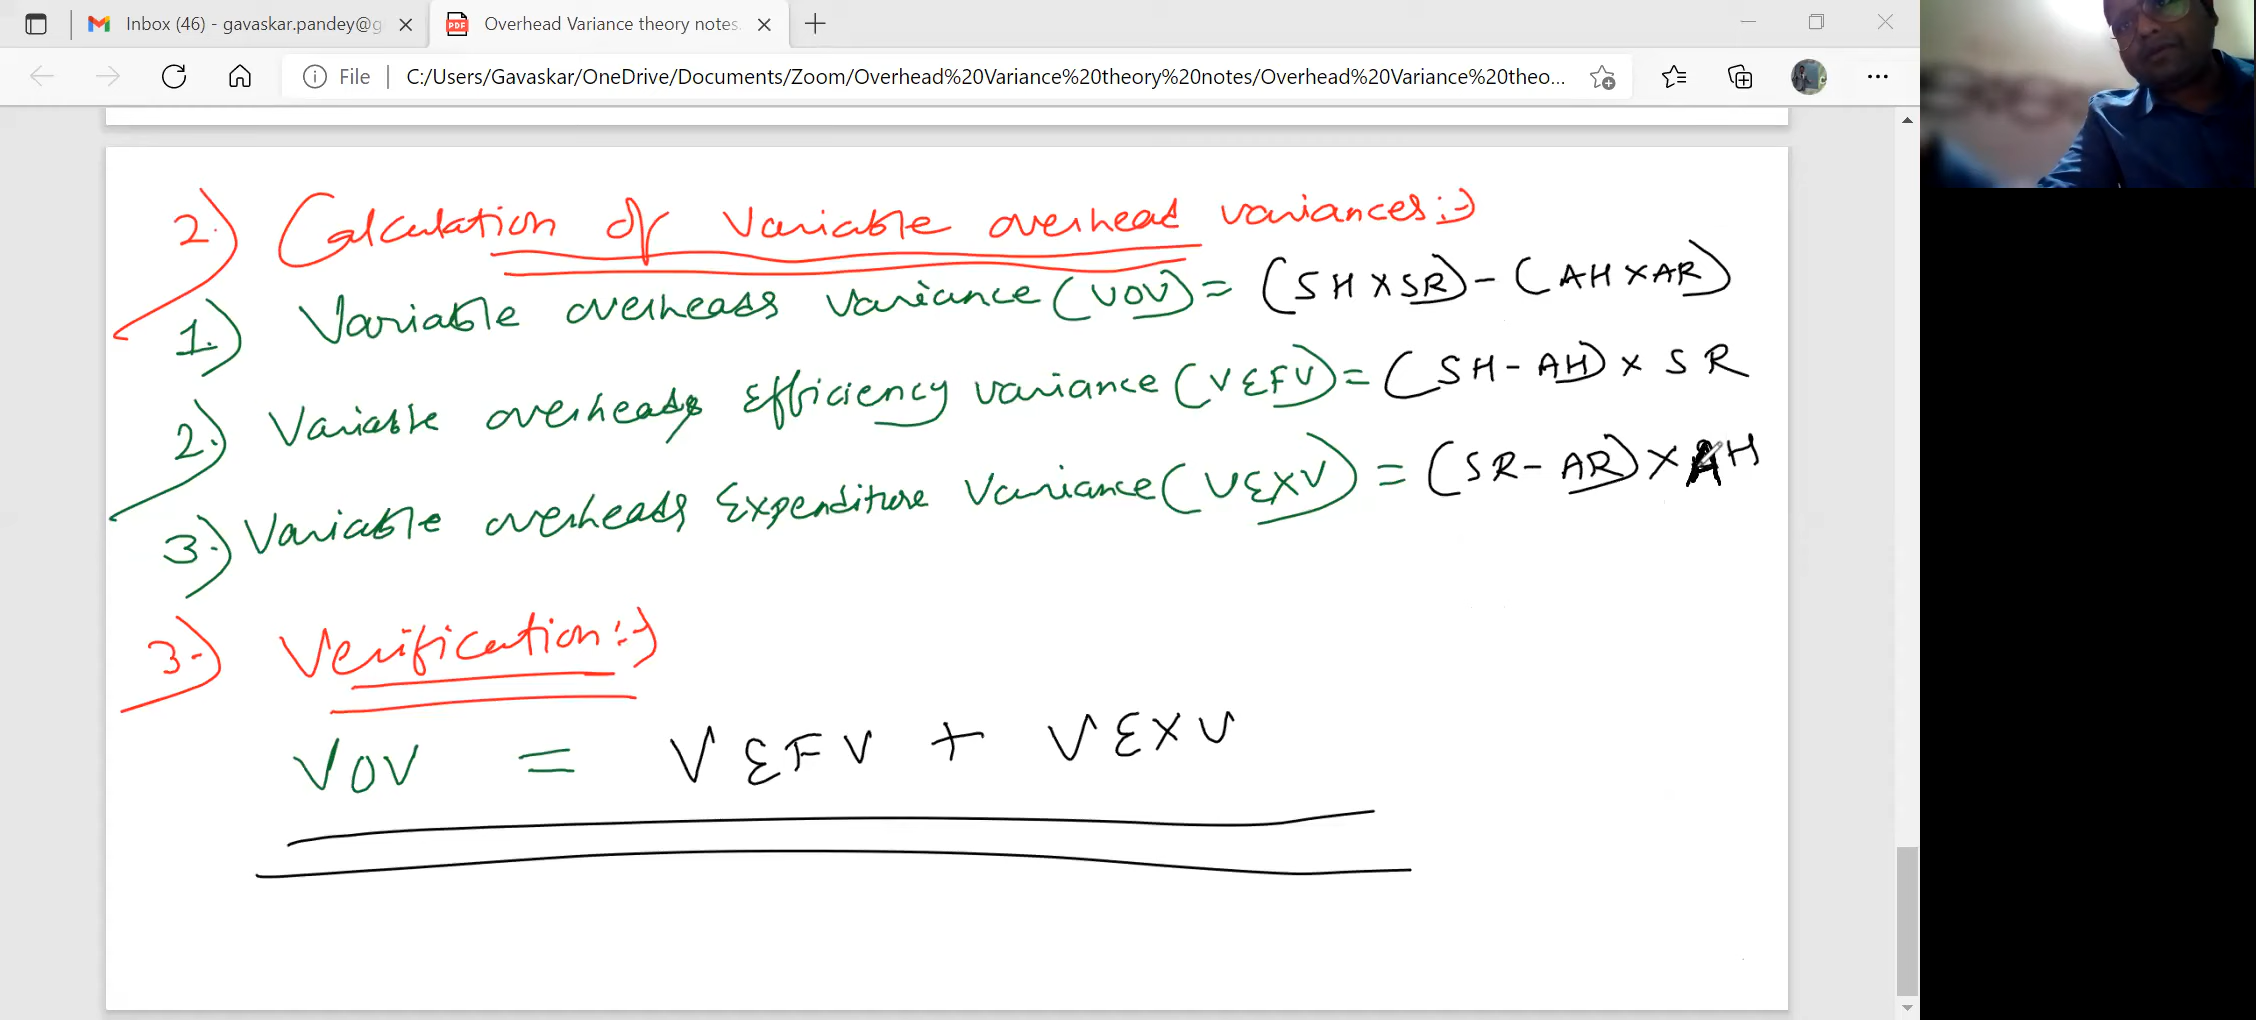 Inbox (46) - gavaskar.pandey@g
Overhead Variance theory notes.
File C:/Users/Gavaskar/OneDrive/Documents/Zoom/Overhead%20Variance%20theory%20notes/Overhead%20Variance%20theo...
2.) Calculation of Variable overhead variances:-)
1.) Variable overheads Variance (VOV) = (SH X SR) - (AH X AR)
2.) Variable overheads Efficiency variance (VEFV) = (SH - AH) x SR
3.) Variable overheads Expenditure Variance (VEXV) = (SR - AR) X AH
3.) Verification:-)
VOV = VEFV + VEXV